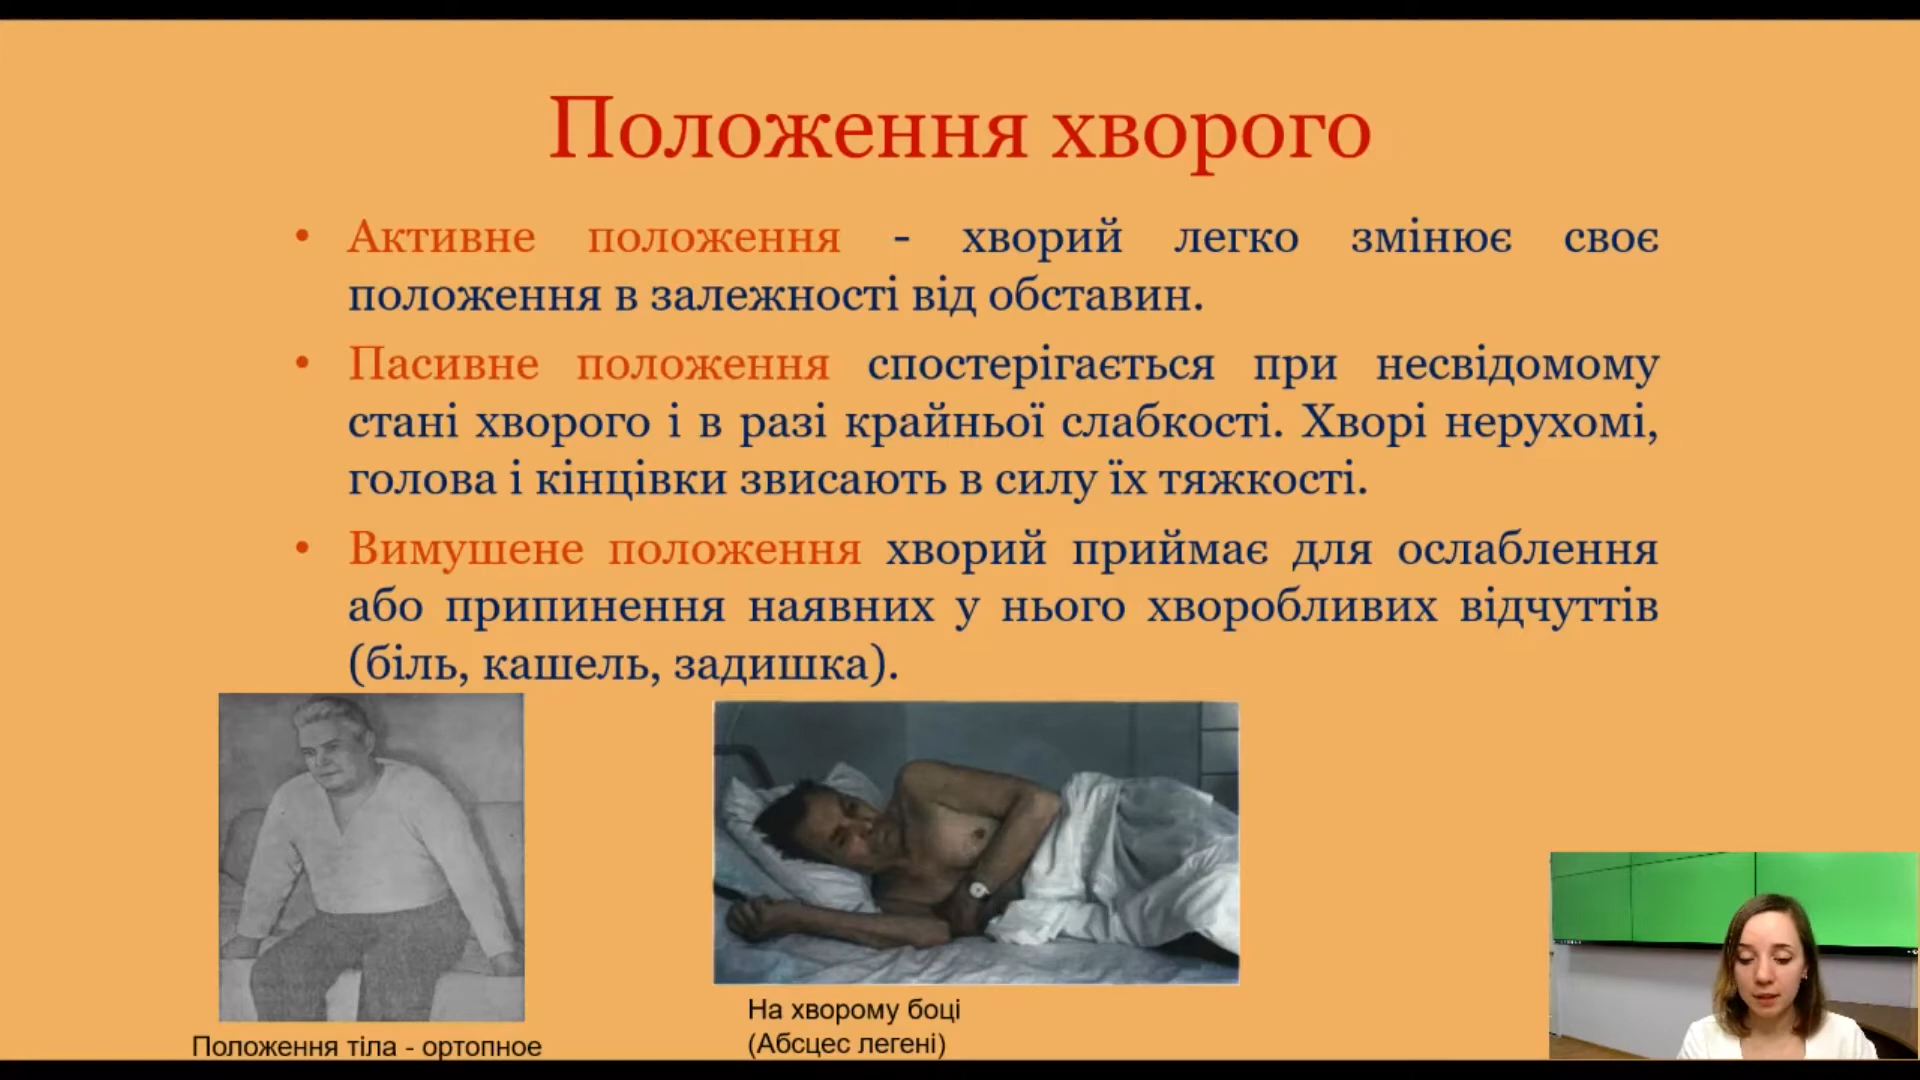 Положення хворого
• Активне положення - хворий легко змінює своє
положення в залежності від обставин.
• Пасивне положення спостерігається при несвідомому
стані хворого і в разі крайньої слабкості. Хворі нерухомі,
голова і кінцівки звисають в силу їх тяжкості.
• Вимушене положення хворий приймає для ослаблення
або припинення наявних у нього хворобливих відчуттів
(біль, кашель, задишка).
Положення тіла - ортопное
На хворому боці
(Абсцес легені)